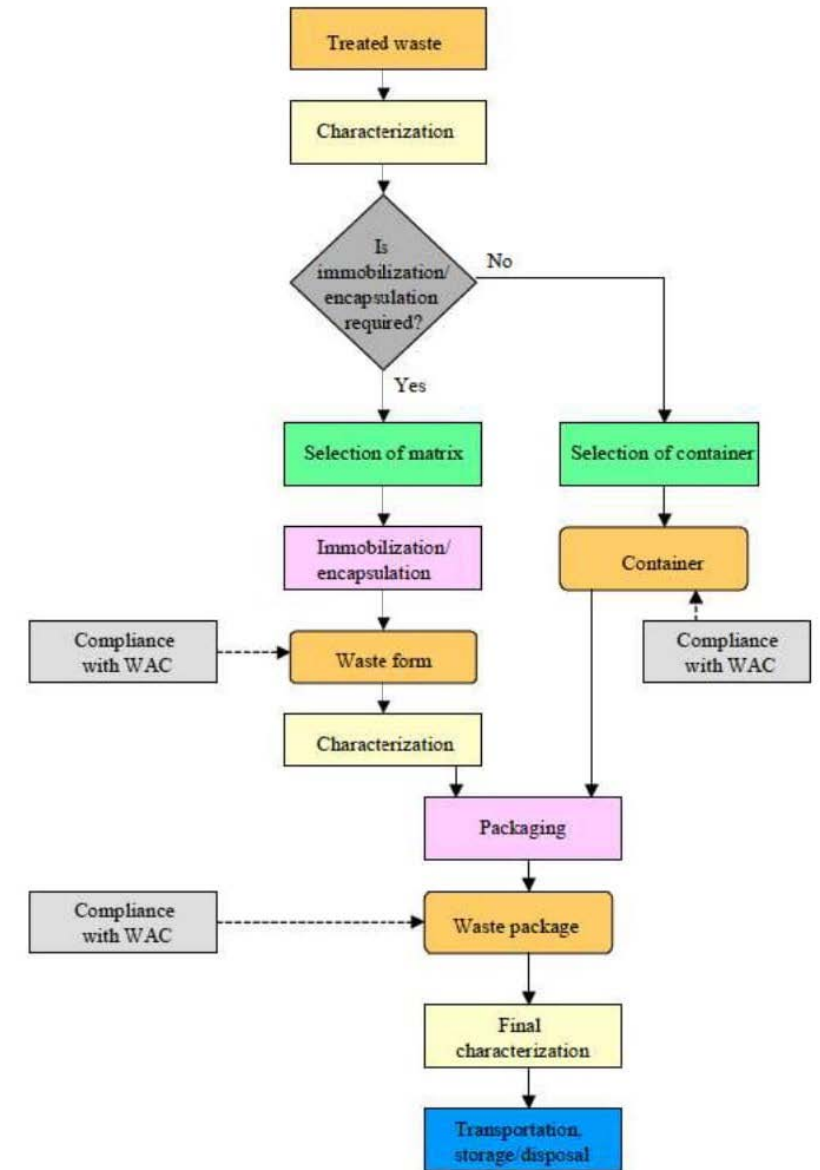 Treated waste
Characterization
Is
immobilization/
encapsulation
required?
No
Yes
Selection of matrix
Selection of container
Immobilization/
encapsulation
Container
Compliance
with WAC
Waste form
Compliance
with WAC
Characterization
Packaging
Compliance
with WAC
Waste package
Final
characterization
Transportation,
storage/disposal